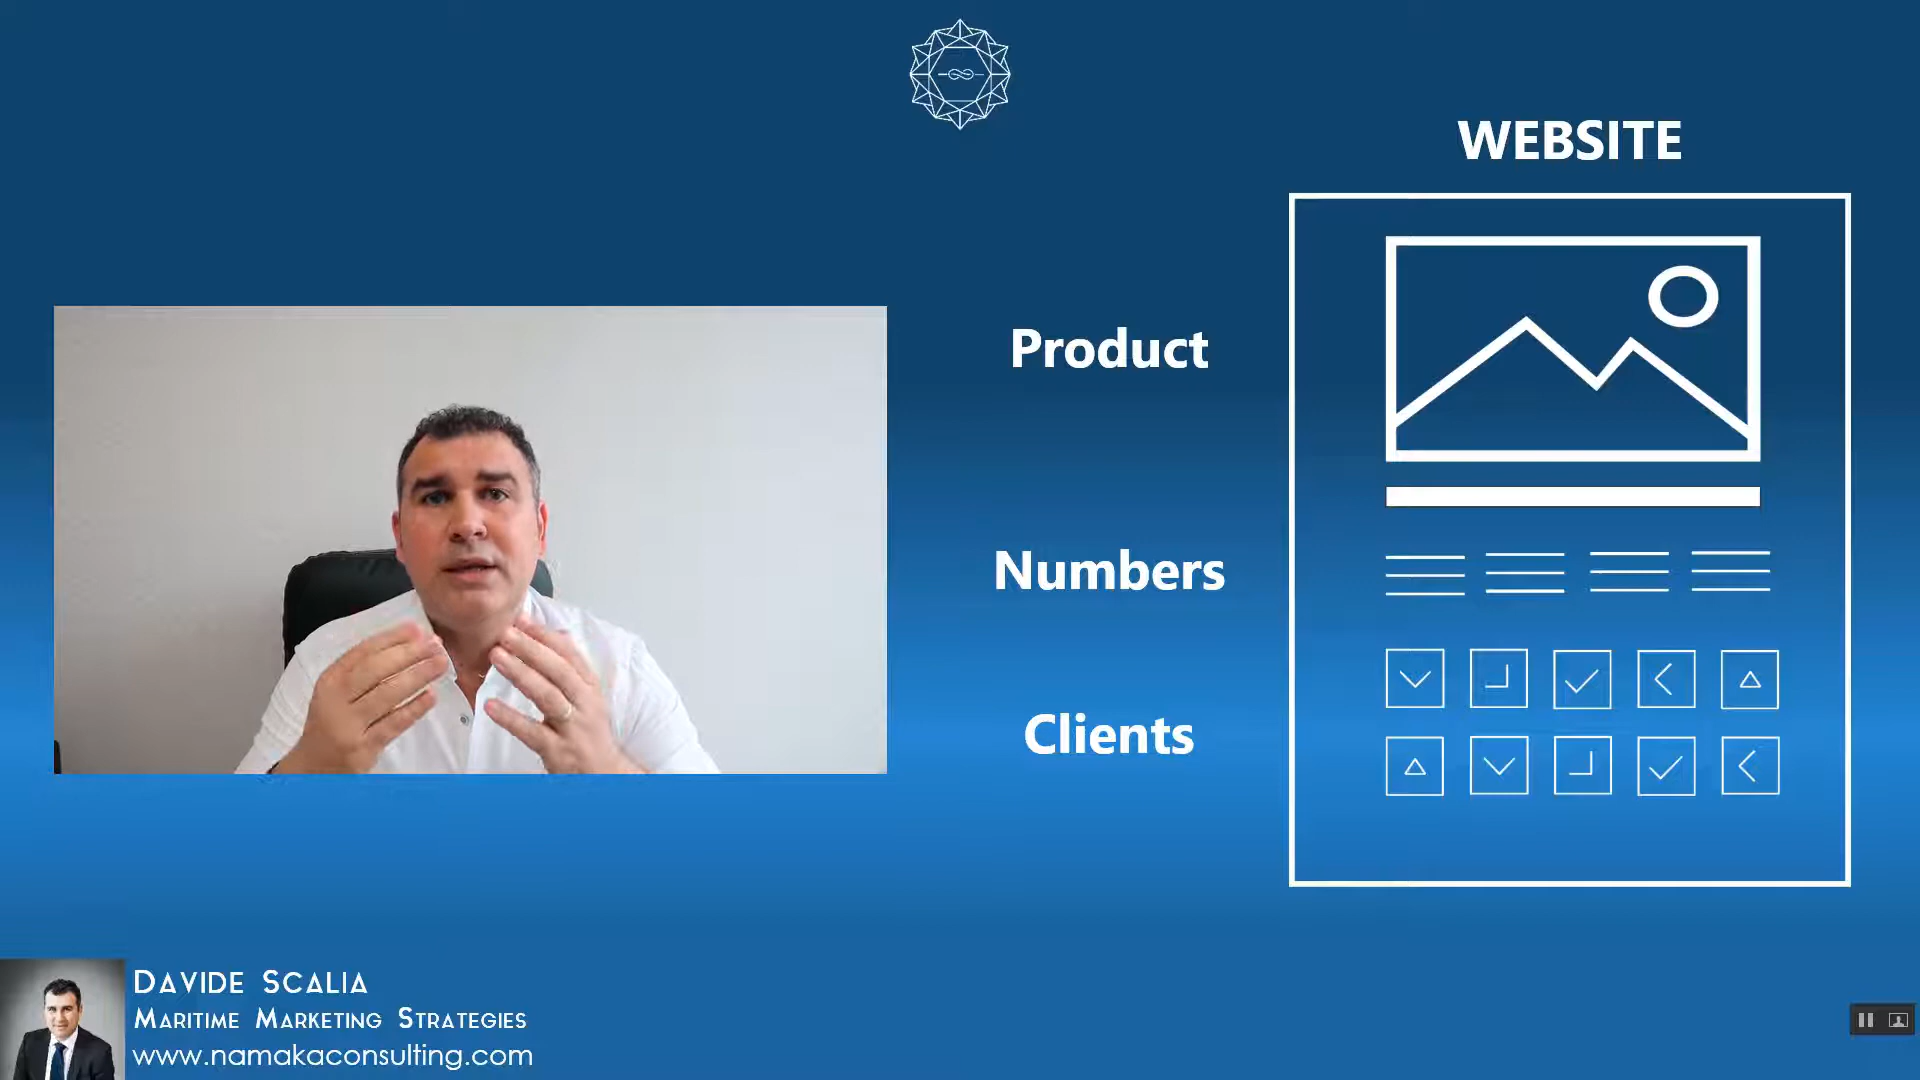 WEBSITE
Product
Numbers
Clients
DAVIDE SCALIA
MARITIME MARKETING STRATEGIES
www.namakaconsulting.com